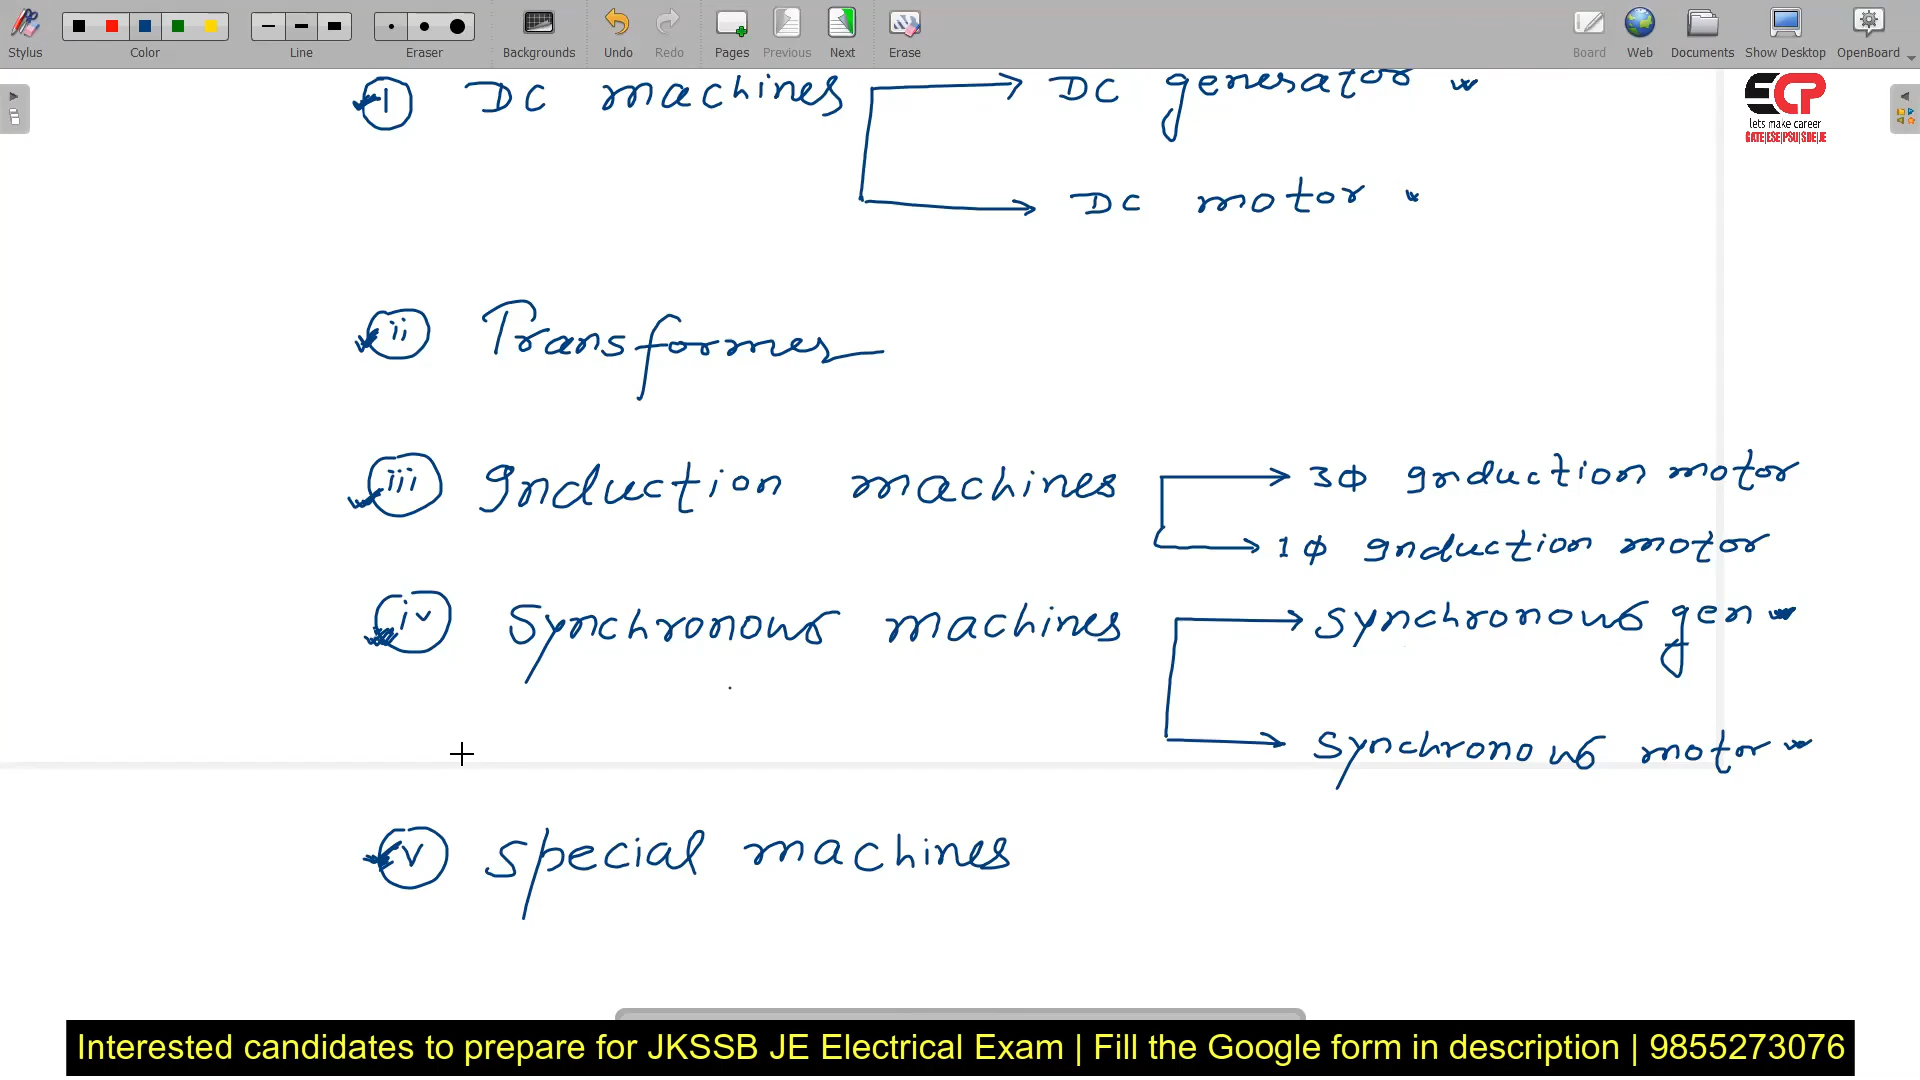 Stylus Color Line Eraser Backgrounds Undo Redo Pages Previous Next Erase Board Web Documents Show Desktop OpenBoard
i DC machines → DC generator
→ DC motor
ECP
lets make career
GATE|ESE|PSU|SDE|JE
ii Transformer
iii Induction machines → 3Φ Induction motor
→ 1Φ Induction motor
iv Synchronous machines → Synchronous gen
→ Synchronous motor
v Special machines
Interested candidates to prepare for JKSSB JE Electrical Exam | Fill the Google form in description | 9855273076